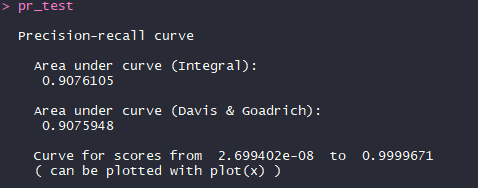 > pr_test
Precision-recall curve
Area under curve (Integral):
0.9076105
Area under curve (Davis & Goadrich):
0.9075948
Curve for scores from 2.699402e-08 to 0.9999671
( can be plotted with plot(x) )